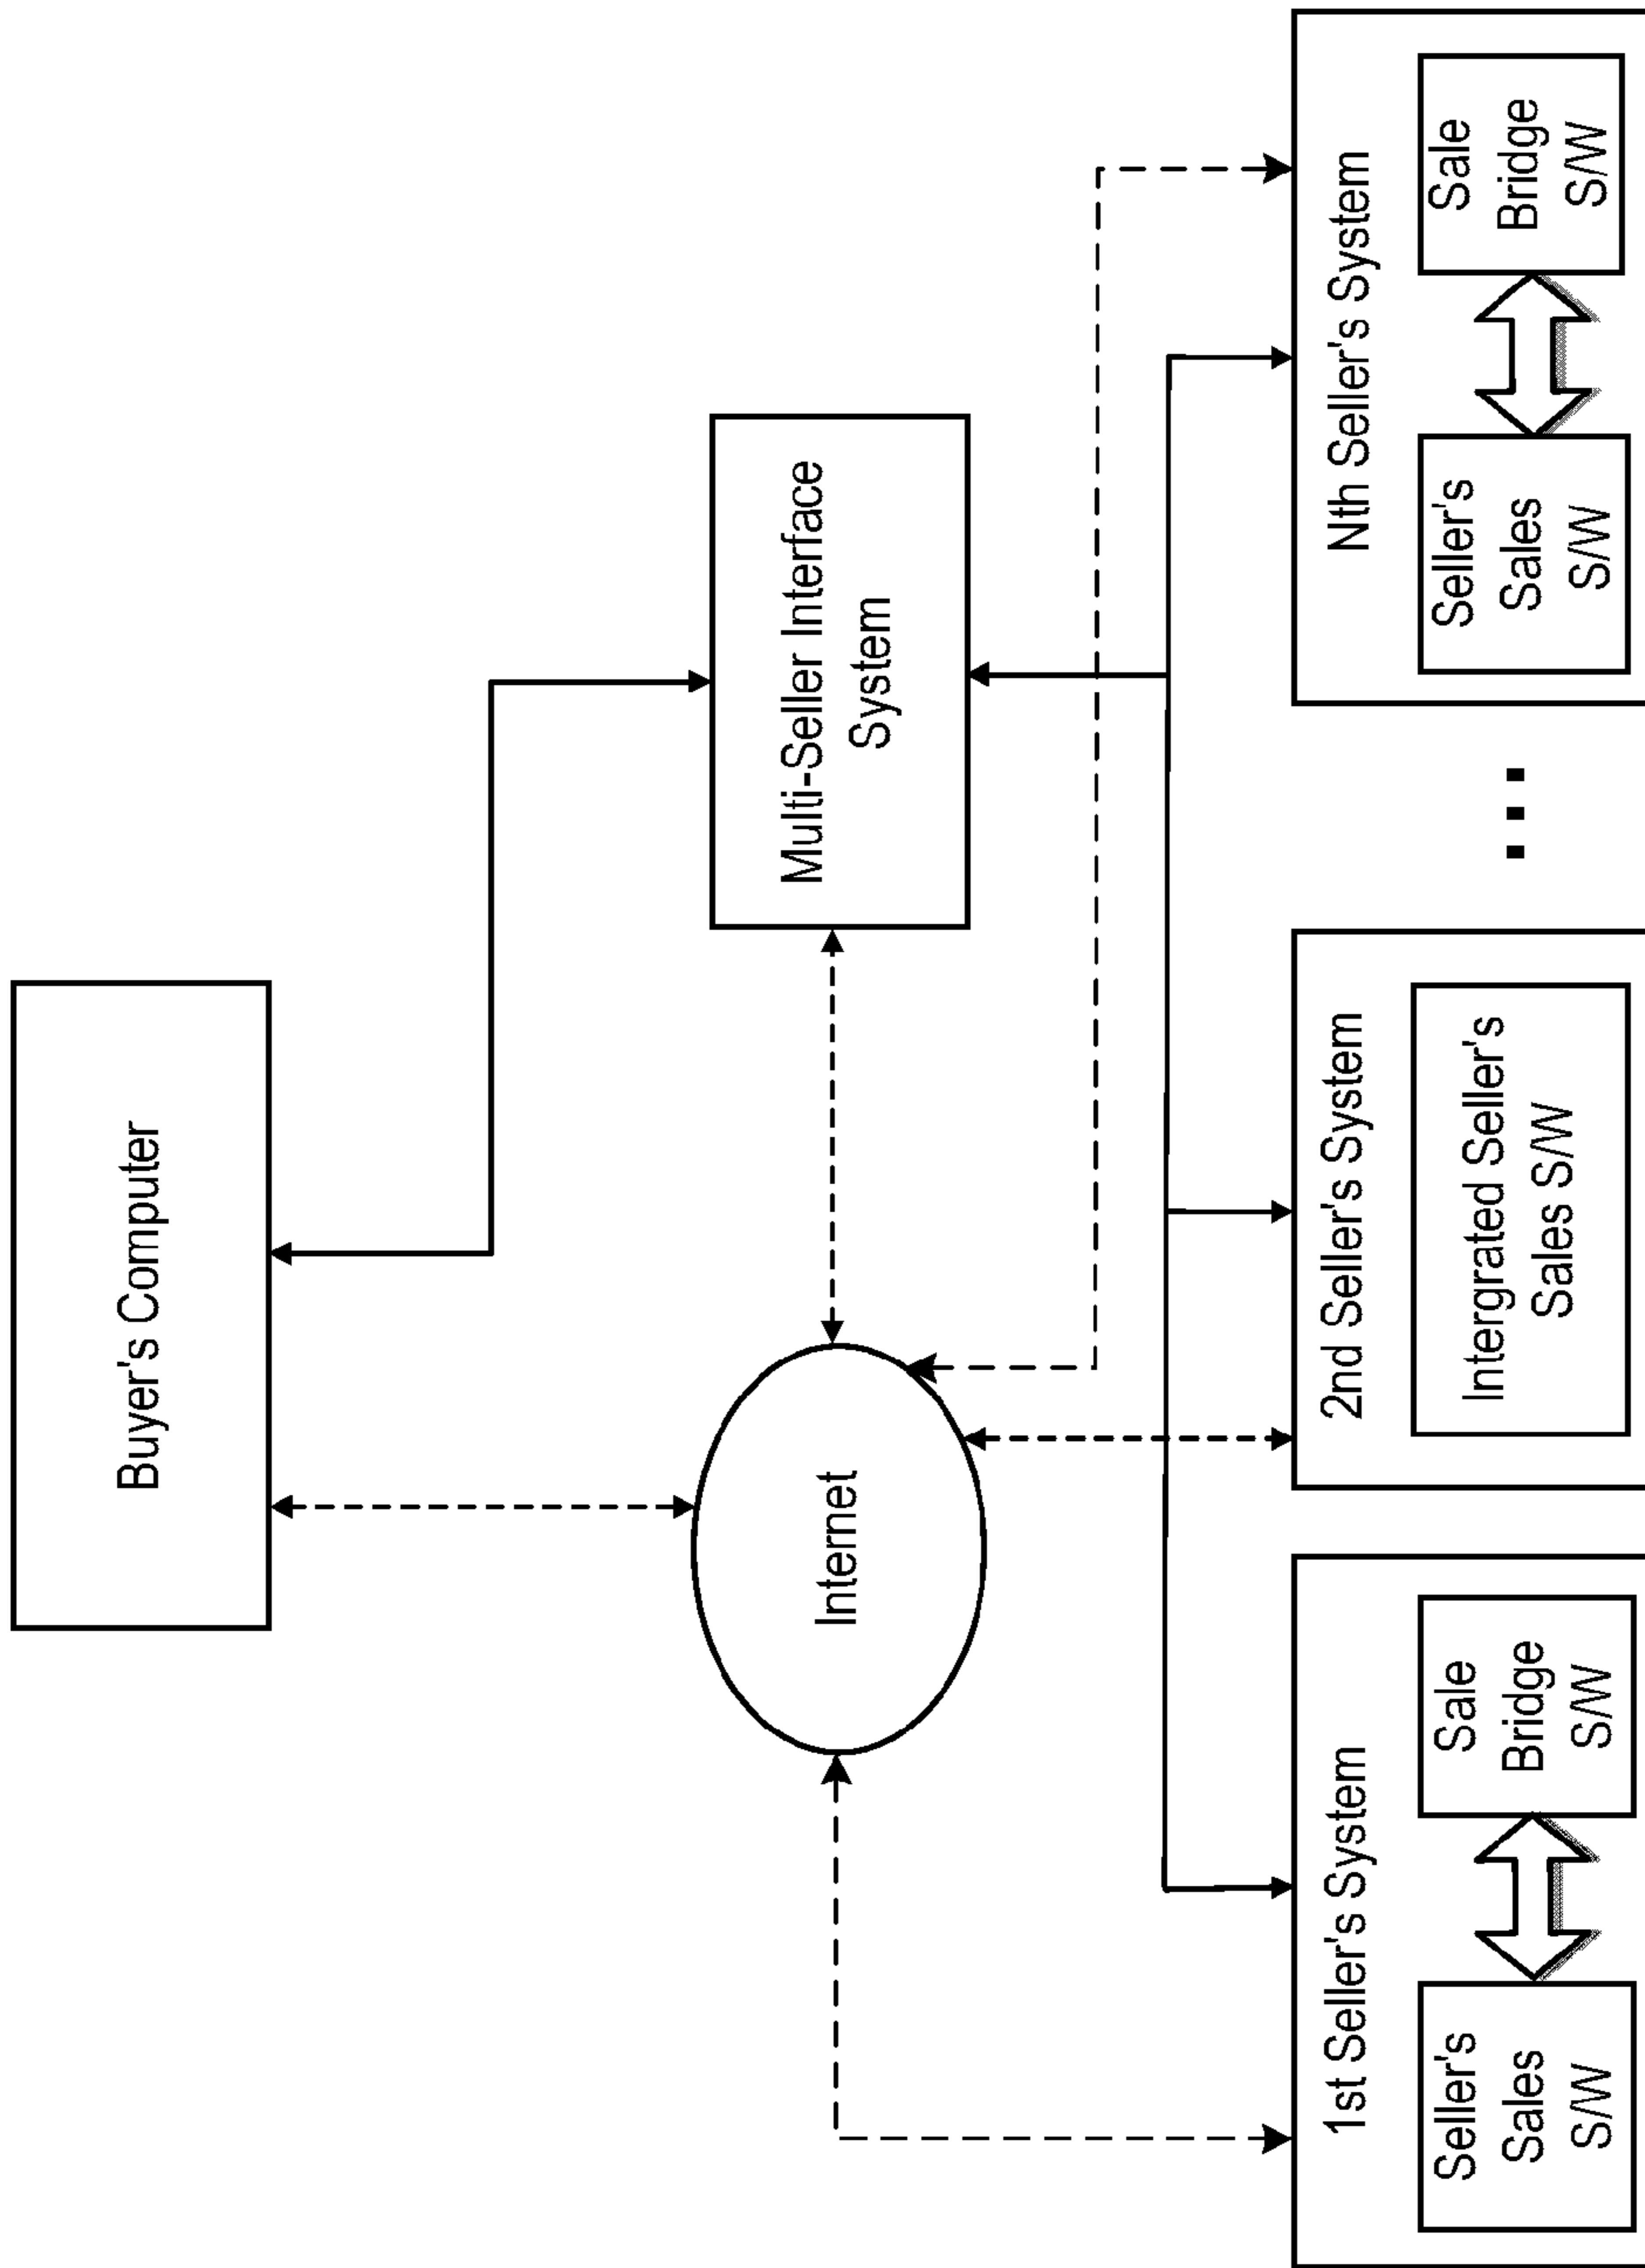 Buyer's Computer
Internet
Multi-Seller Interface
System
1st Seller's System
Seller's
Sales
S/W
Sale
Bridge
S/W
2nd Seller's System
Intergrated Seller's
Sales S/W
Nth Seller's System
Seller's
Sales
S/W
Sale
Bridge
S/W